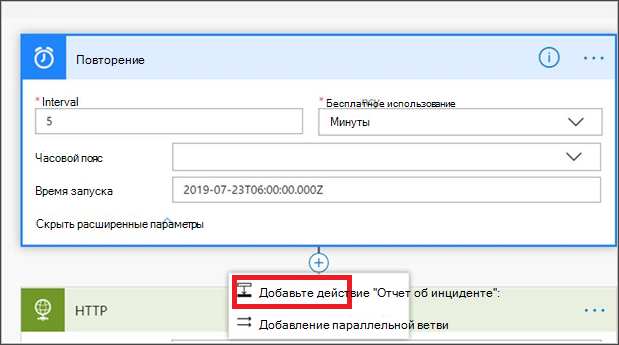 Повторение
* Interval
* Бесплатное использование
5
Минуты
Часовой пояс
Время запуска
2019-07-23T06:00:00.000Z
Скрыть расширенные параметры
Добавьте действие "Отчет об инциденте":
HTTP
Добавление параллельной ветви